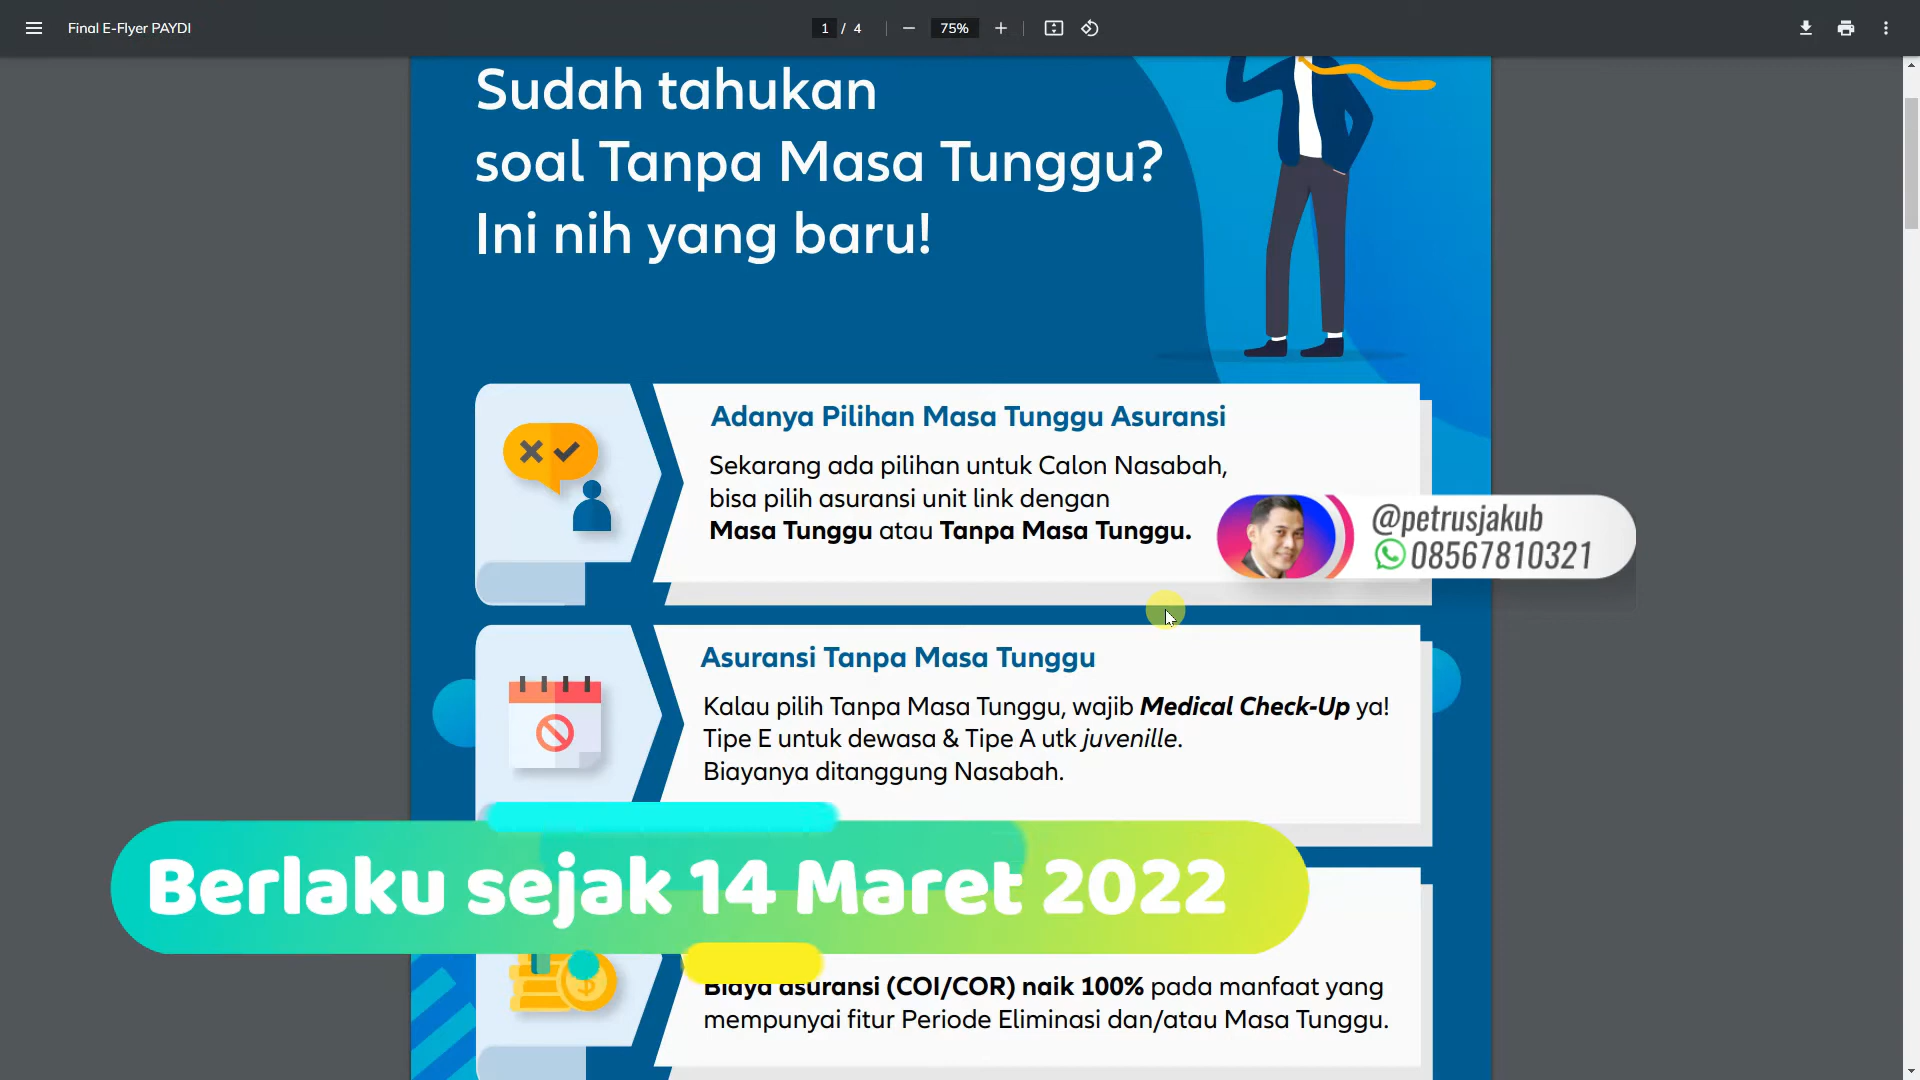 Final E-Flyer PAYDI
1 / 4
75%
Sudah tahukan
soal Tanpa Masa Tunggu?
Ini nih yang baru!
Adanya Pilihan Masa Tunggu Asuransi
Sekarang ada pilihan untuk Calon Nasabah,
bisa pilih asuransi unit link dengan
Masa Tunggu atau Tanpa Masa Tunggu.
@petrusjakub
08567810321
Asuransi Tanpa Masa Tunggu
Kalau pilih Tanpa Masa Tunggu, wajib Medical Check-Up ya!
Tipe E untuk dewasa & Tipe A utk juvenille.
Biayanya ditanggung Nasabah.
Berlaku sejak 14 Maret 2022
Biaya asuransi (COI/COR) naik 100% pada manfaat yang
mempunyai fitur Periode Eliminasi dan/atau Masa Tunggu.